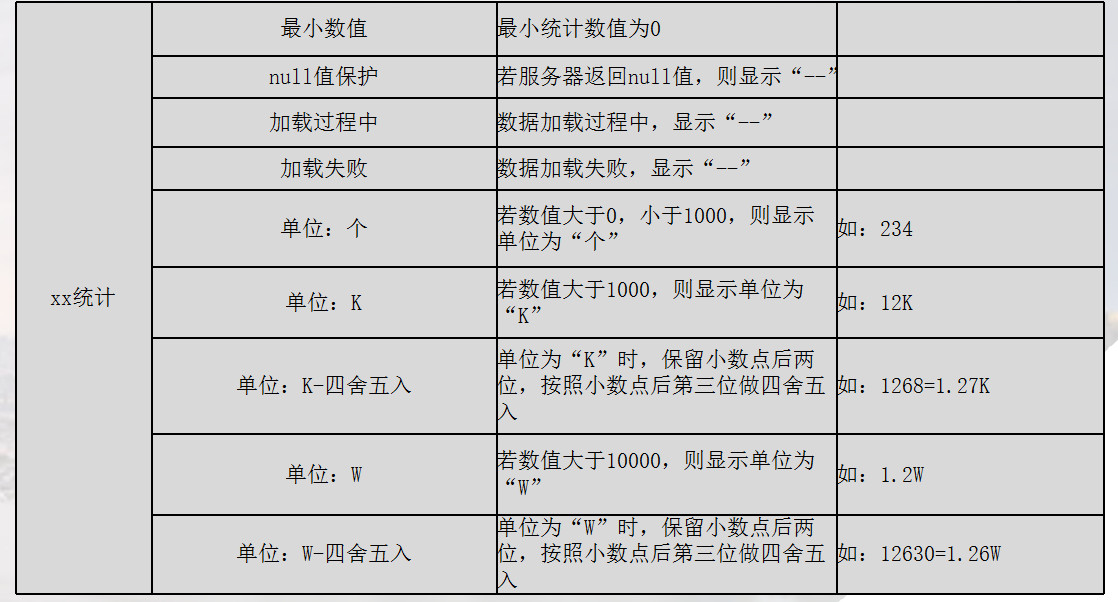 最小数值
最小统计数值为0
null值保护
若服务器返回null值，则显示“--”
加载过程中
数据加载过程中，显示“--”
加载失败
数据加载失败，显示“--”
xx统计
单位：个
若数值大于0，小于1000，则显示
单位为“个”
如：234
单位：K
若数值大于1000，则显示单位为
“K”
如：12K
单位：K-四舍五入
单位为“K”时，保留小数点后两
位，按照小数点后第三位做四舍五
入
如：1268=1.27K
单位：W
若数值大于10000，则显示单位为
“W”
如：1.2W
单位：W-四舍五入
单位为“W”时，保留小数点后两
位，按照小数点后第三位做四舍五
入
如：12630=1.26W